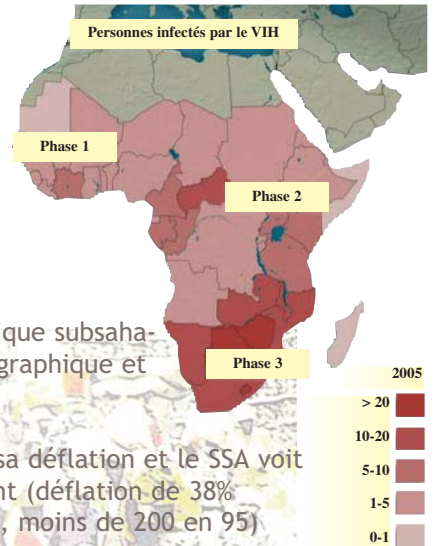 Personnes infectés par le VIH
Phase 1
Phase 2
Phase 3
que subsaha-
graphique et
sa déflation et le SSA voit
nt (déflation de 38%
, moins de 200 en 95)
2005
> 20
10-20
5-10
1-5
0-1